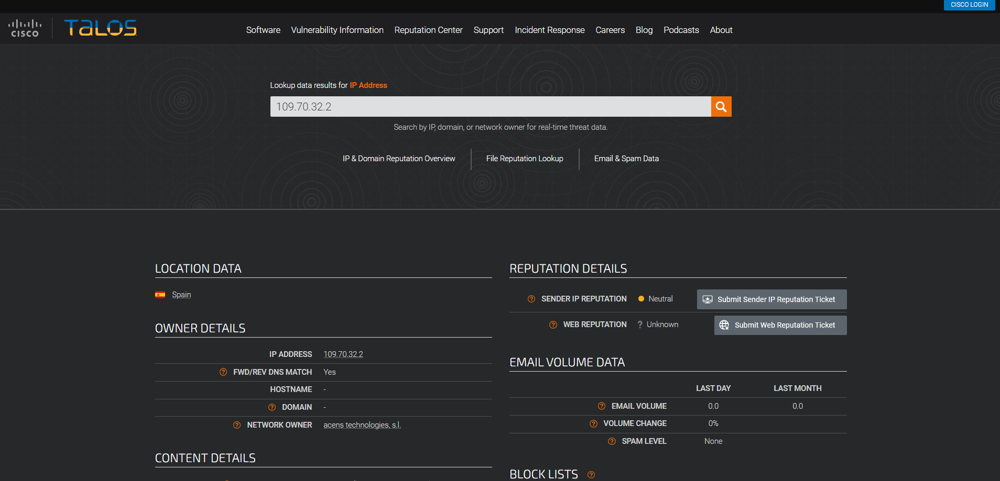 CISCO LOGIN
CISCO
TALOS
Software Vulnerability Information Reputation Center Support Incident Response Careers Blog Podcasts About
Lookup data results for IP Address
109.70.32.2
Search by IP, domain, or network owner for real-time threat data.
IP & Domain Reputation Overview File Reputation Lookup Email & Spam Data
LOCATION DATA
Spain
OWNER DETAILS
IP ADDRESS 109.70.32.2
? FWD/REV DNS MATCH Yes
HOSTNAME -
? DOMAIN -
? NETWORK OWNER acens technologies, s.l.
CONTENT DETAILS
REPUTATION DETAILS
? SENDER IP REPUTATION Neutral Submit Sender IP Reputation Ticket
? WEB REPUTATION ? Unknown Submit Web Reputation Ticket
EMAIL VOLUME DATA
LAST DAY LAST MONTH
? EMAIL VOLUME 0.0 0.0
? VOLUME CHANGE 0%
? SPAM LEVEL None
BLOCK LISTS ?